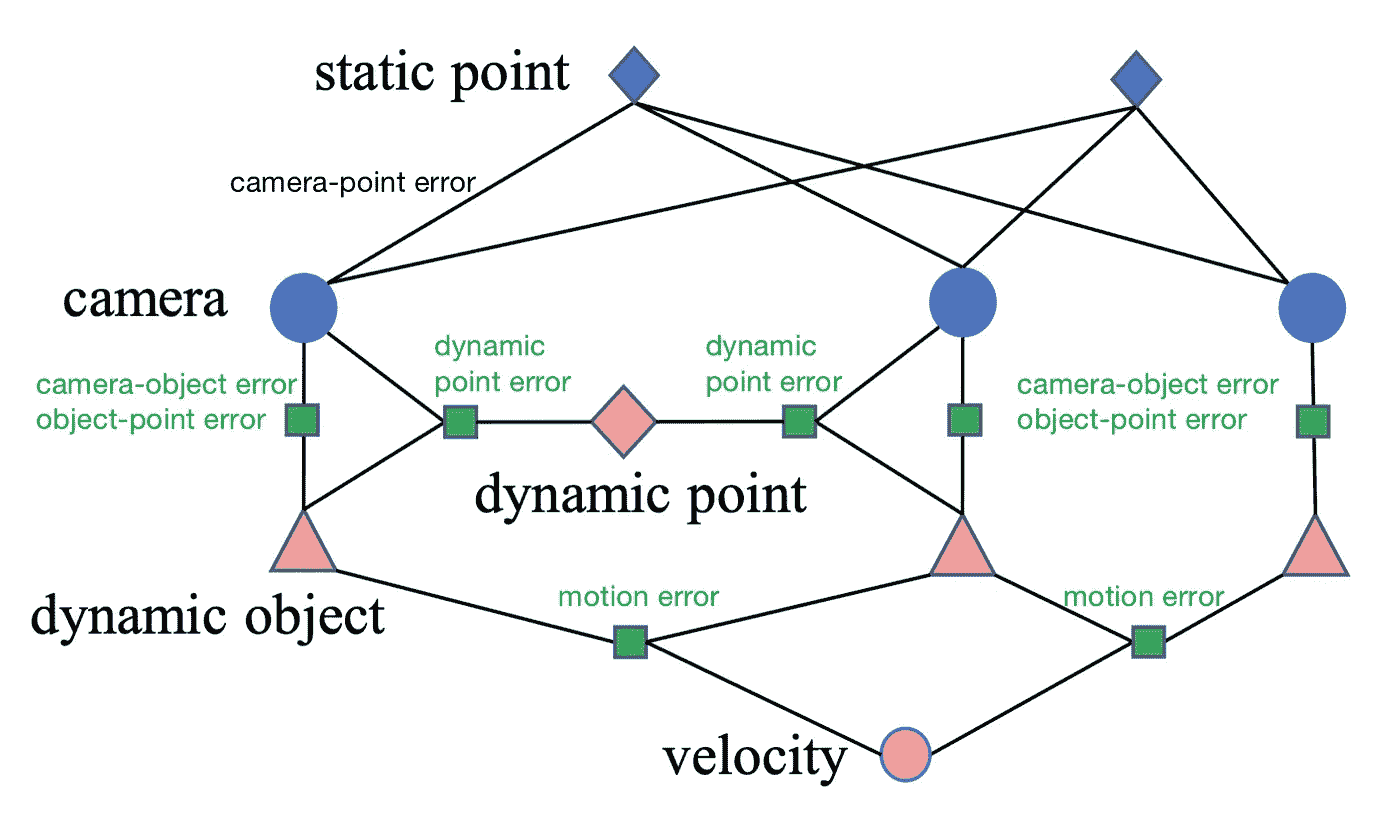 static point
camera-point error
camera
dynamic
point error
dynamic
point error
camera-object error
object-point error
camera-object error
object-point error
dynamic point
dynamic object
motion error
motion error
velocity